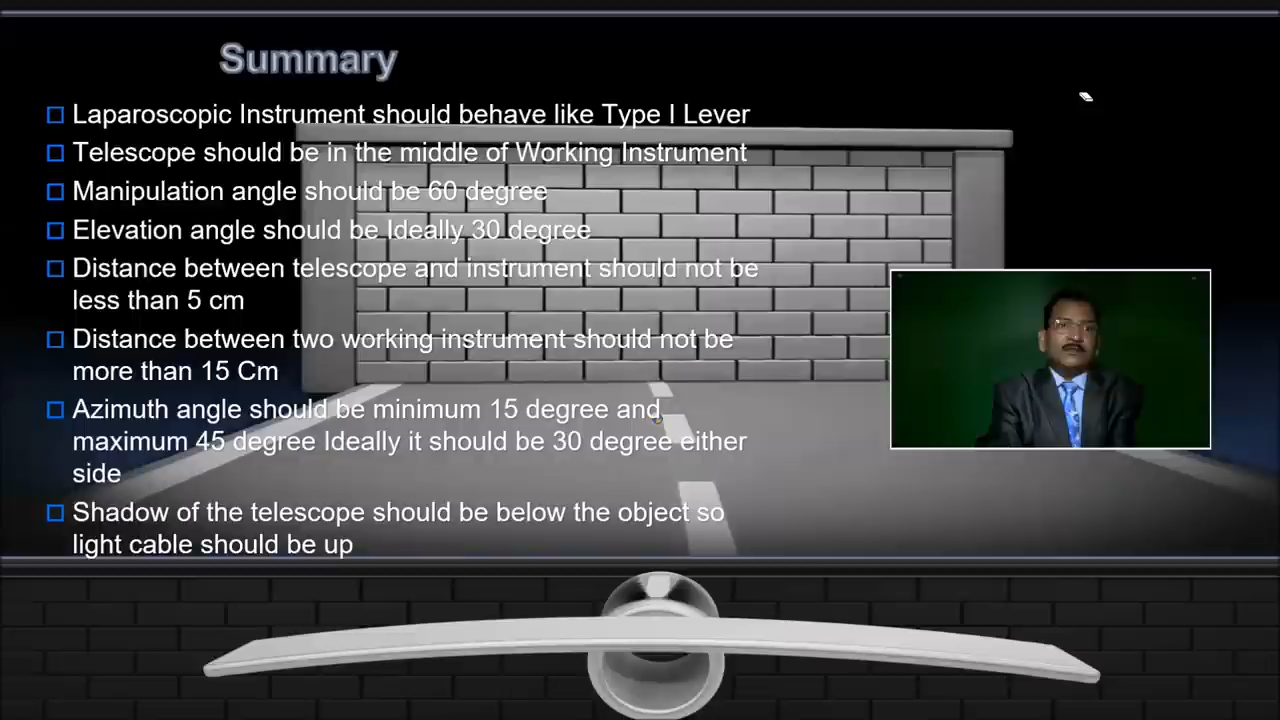 Summary
Laparoscopic Instrument should behave like Type I Lever
Telescope should be in the middle of Working Instrument
Manipulation angle should be 60 degree
Elevation angle should be Ideally 30 degree
Distance between telescope and instrument should not be
less than 5 cm
Distance between two working instrument should not be
more than 15 Cm
Azimuth angle should be minimum 15 degree and
maximum 45 degree Ideally it should be 30 degree either
side
Shadow of the telescope should be below the object so
light cable should be up